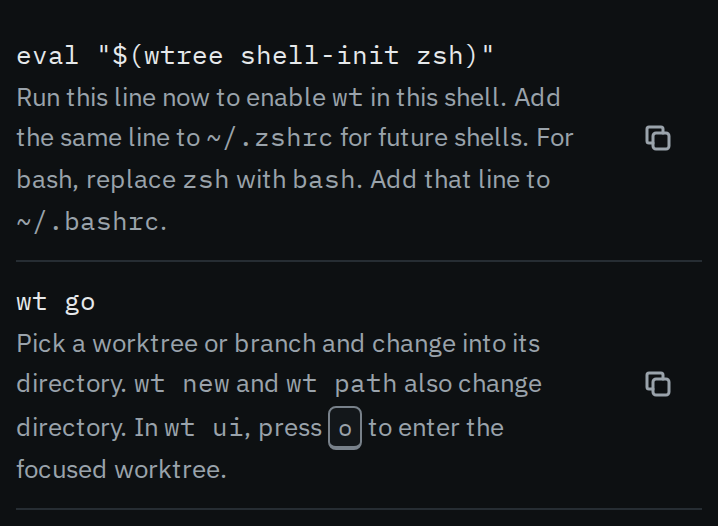 eval "$(wtree shell-init zsh)"
Run this line now to enable wt in this shell. Add
the same line to ~/.zshrc for future shells. For
bash, replace zsh with bash. Add that line to
~/.bashrc.
wt go
Pick a worktree or branch and change into its
directory. wt new and wt path also change
directory. In wt ui, press o to enter the
focused worktree.